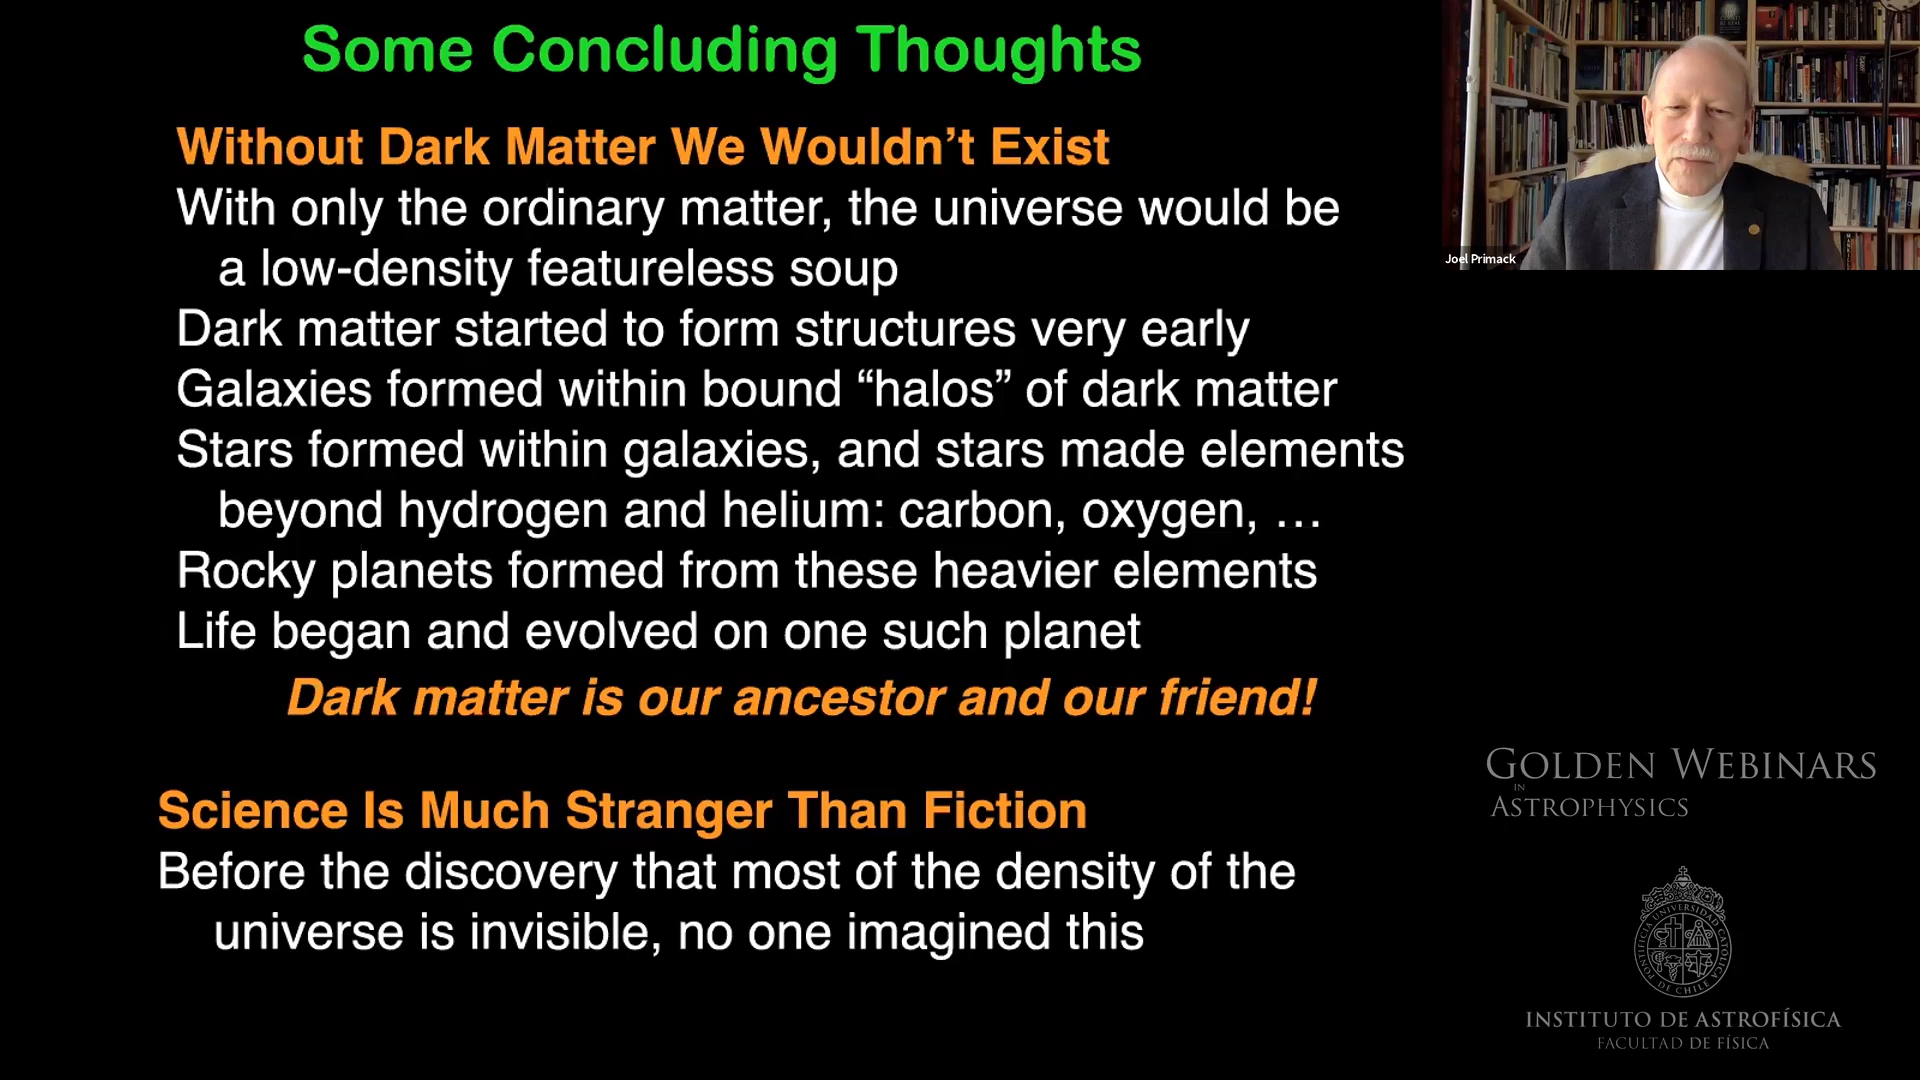 Some Concluding Thoughts
Without Dark Matter We Wouldn’t Exist
With only the ordinary matter, the universe would be
a low-density featureless soup
Dark matter started to form structures very early
Galaxies formed within bound “halos” of dark matter
Stars formed within galaxies, and stars made elements
beyond hydrogen and helium: carbon, oxygen, …
Rocky planets formed from these heavier elements
Life began and evolved on one such planet
Dark matter is our ancestor and our friend!
Science Is Much Stranger Than Fiction
Before the discovery that most of the density of the
universe is invisible, no one imagined this
Joel Primack
GOLDEN WEBINARS
IN
ASTROPHYSICS
PONTIFICIA UNIVERSIDAD CATOLICA DE CHILE
INSTITUTO DE ASTROFÍSICA
FACULTAD DE FÍSICA